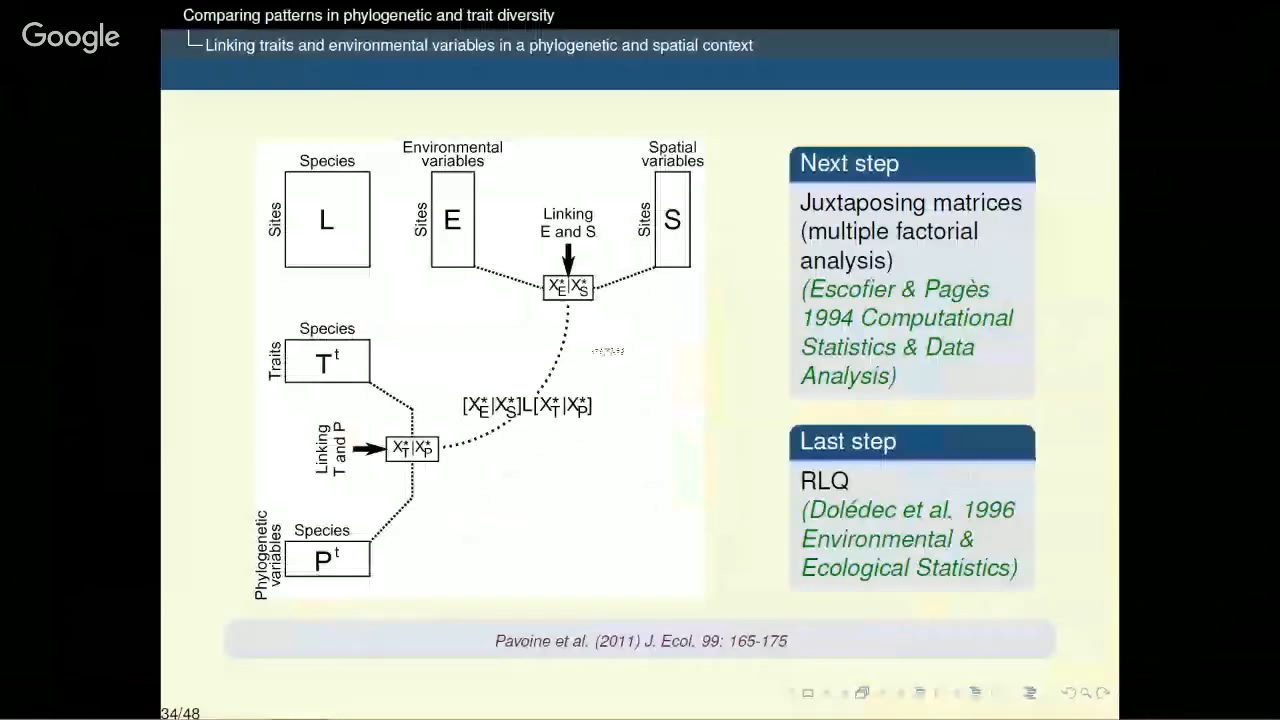 Google
Comparing patterns in phylogenetic and trait diversity
Linking traits and environmental variables in a phylogenetic and spatial context
Species
Sites
L
Environmental
variables
Sites
E
Spatial
variables
Sites
S
Linking
E and S
X*E|X*S
Species
Traits
T t
Linking
T and P
X*T|X*P
[X*E|X*S]L[X*T|X*P]
Species
Phylogenetic
variables
P t
Next step
Juxtaposing matrices
(multiple factorial
analysis)
(Escofier & Pagès
1994 Computational
Statistics & Data
Analysis)
Last step
RLQ
(Dolédec et al. 1996
Environmental &
Ecological Statistics)
Pavoine et al. (2011) J. Ecol. 99: 165-175
34/48